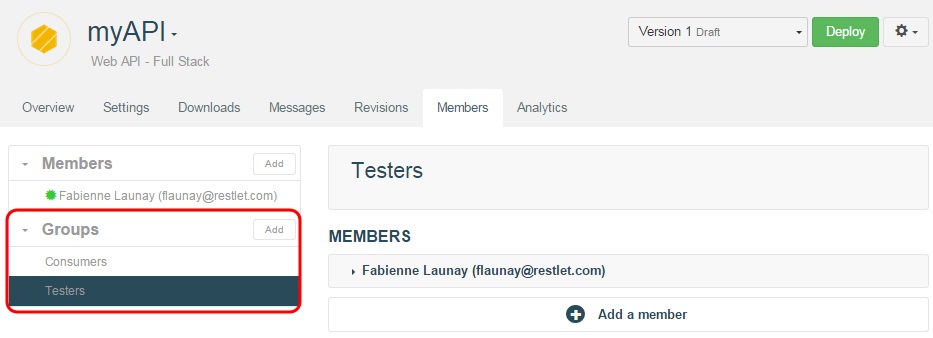 myAPI
Version 1 Draft
Deploy
Web API - Full Stack
Overview Settings Downloads Messages Revisions Members Analytics
Members Add
Fabienne Launay (flaunay@restlet.com)
Groups Add
Consumers
Testers
Testers
MEMBERS
Fabienne Launay (flaunay@restlet.com)
Add a member